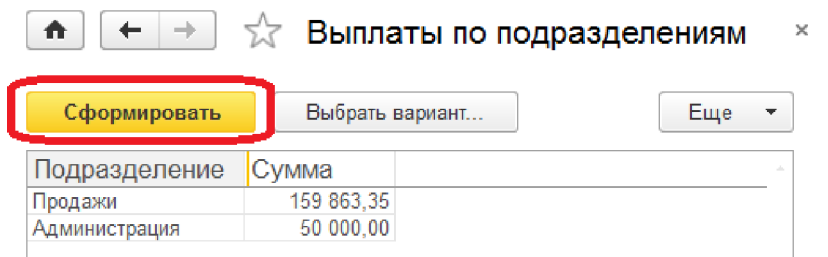 Выплаты по подразделениям
Сформировать Выбрать вариант... Еще
Подразделение Сумма
Продажи 159 863,35
Администрация 50 000,00